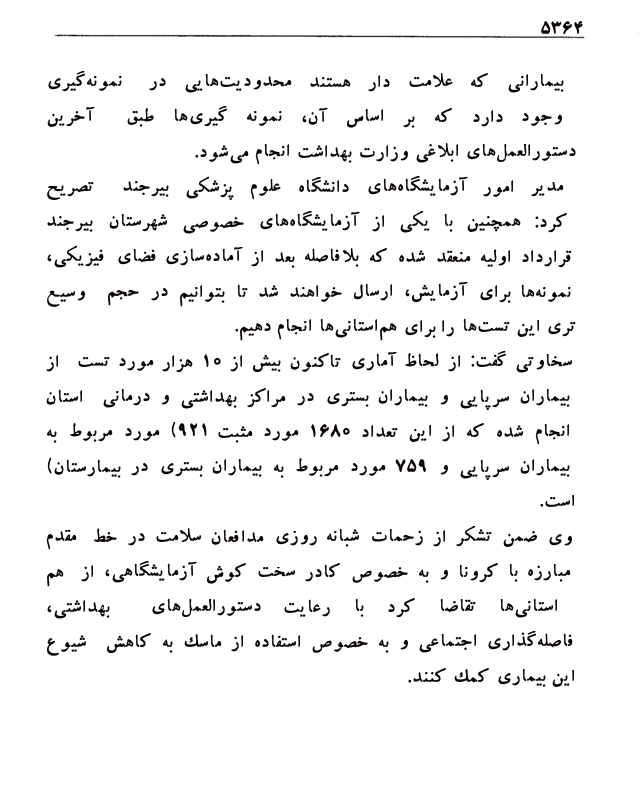 ۵۳۶۴
بیمارانی که علامت دار هستند محدودیت‌هایی در نمونه‌گیری
وجود دارد که بر اساس آن، نمونه گیری‌ها طبق آخرین
دستورالعمل‌های ابلاغی وزارت بهداشت انجام می‌شود.
مدیر امور آزمایشگاه‌های دانشگاه علوم پزشکی بیرجند تصریح
کرد: همچنین با یکی از آزمایشگاه‌های خصوصی شهرستان بیرجند
قرارداد اولیه منعقد شده که بلافاصله بعد از آماده‌سازی فضای فیزیکی،
نمونه‌ها برای آزمایش، ارسال خواهند شد تا بتوانیم در حجم وسیع
تری این تست‌ها را برای هم‌استانی‌ها انجام دهیم.
سخاوتی گفت: از لحاظ آماری تاکنون بیش از ۱۰ هزار مورد تست از
بیماران سرپایی و بیماران بستری در مراکز بهداشتی و درمانی استان
انجام شده که از این تعداد ۱۶۸۰ مورد مثبت ۹۲۱) مورد مربوط به
بیماران سرپایی و ۷۵۹ مورد مربوط به بیماران بستری در بیمارستان)
است.
وی ضمن تشکر از زحمات شبانه روزی مدافعان سلامت در خط مقدم
مبارزه با کرونا و به خصوص کادر سخت کوش آزمایشگاهی، از هم
استانی‌ها تقاضا کرد با رعایت دستورالعمل‌های بهداشتی،
فاصله‌گذاری اجتماعی و به خصوص استفاده از ماسك به کاهش شیوع
این بیماری کمك کنند.